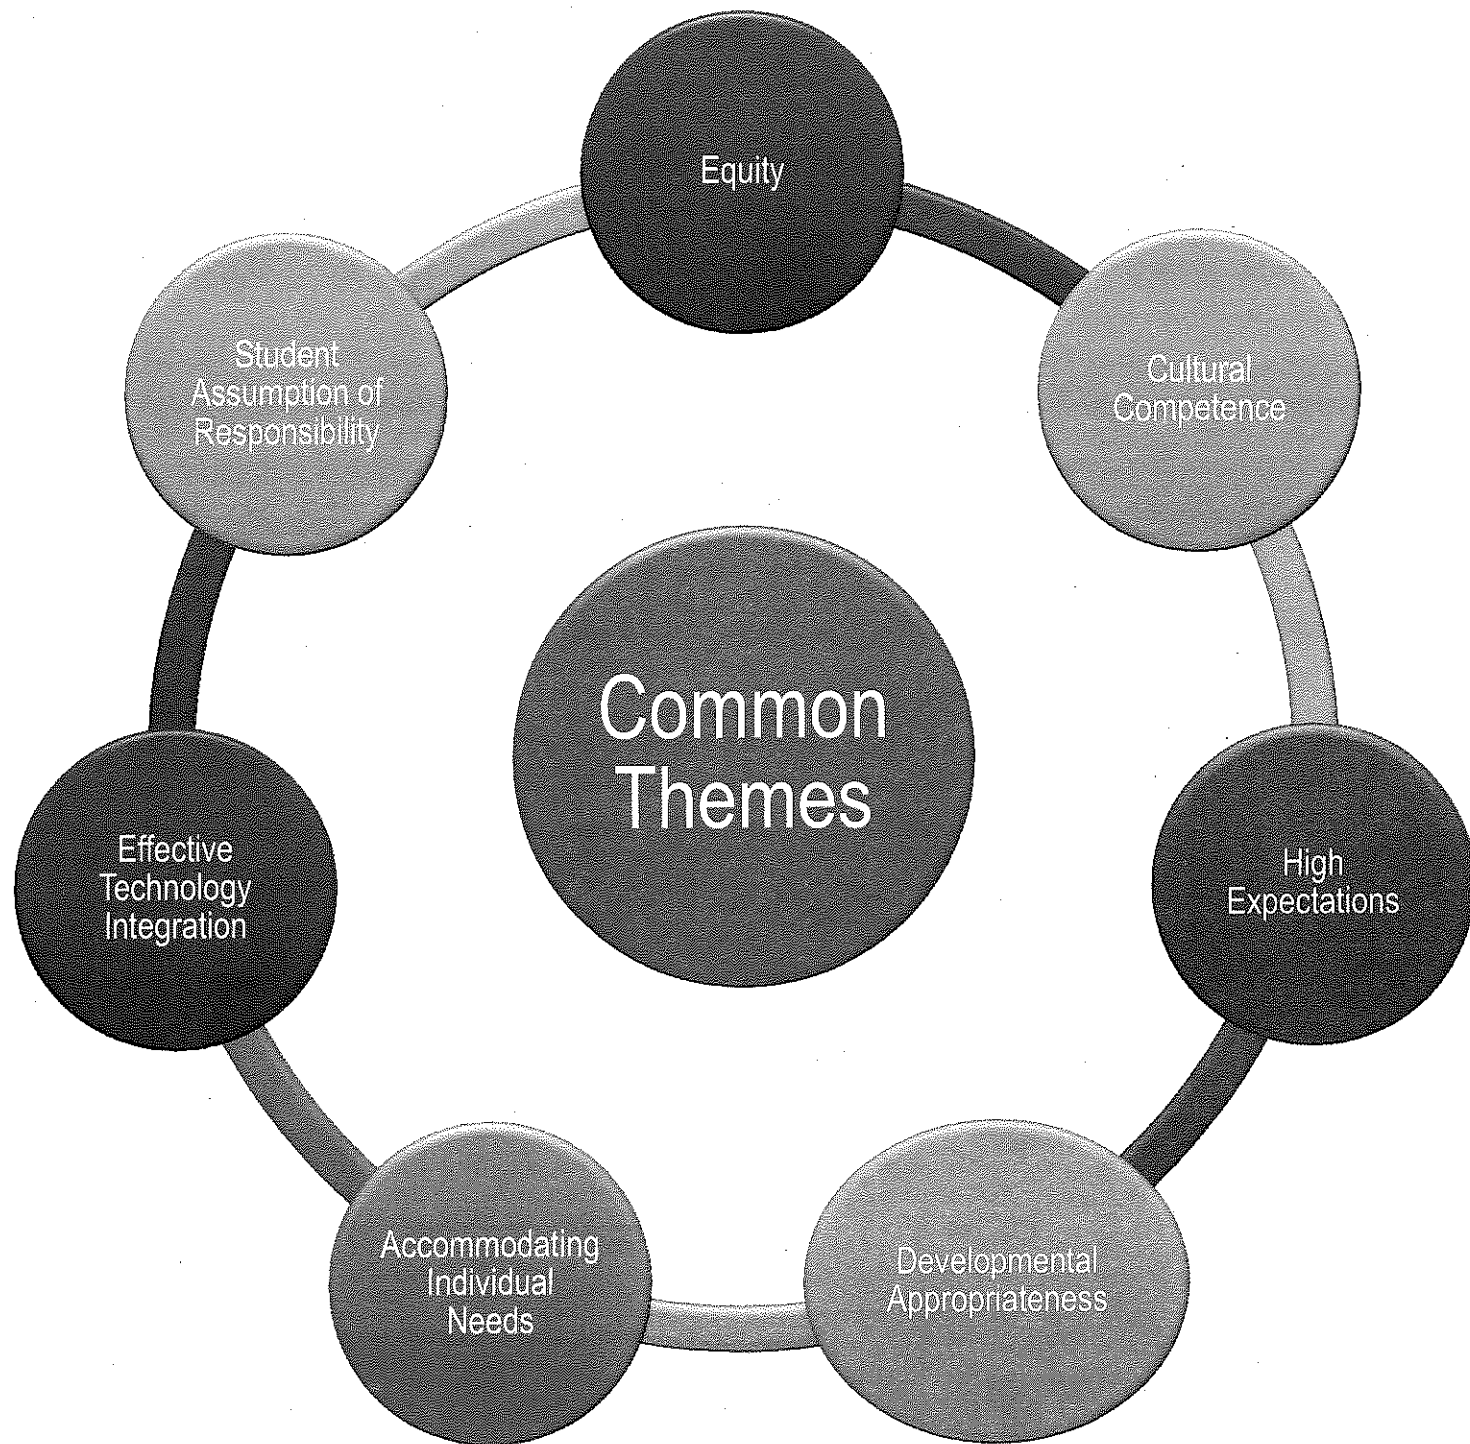 Equity
Cultural
Competence
High
Expectations
Developmental
Appropriateness
Accommodating
Individual
Needs
Effective
Technology
Integration
Student
Assumption of
Responsibility
Common
Themes